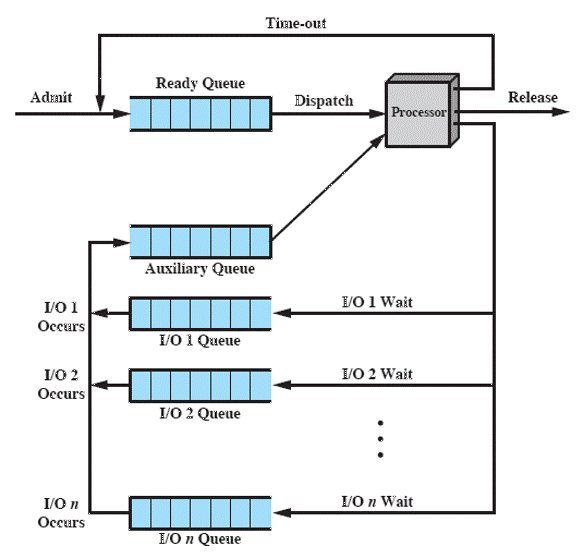 Time-out
Ready Queue
Admit
Dispatch
Processor
Release
Auxiliary Queue
I/O 1
Occurs
I/O 1 Wait
I/O 1 Queue
I/O 2
Occurs
I/O 2 Wait
I/O 2 Queue
I/O n
Occurs
I/O n Wait
I/O n Queue